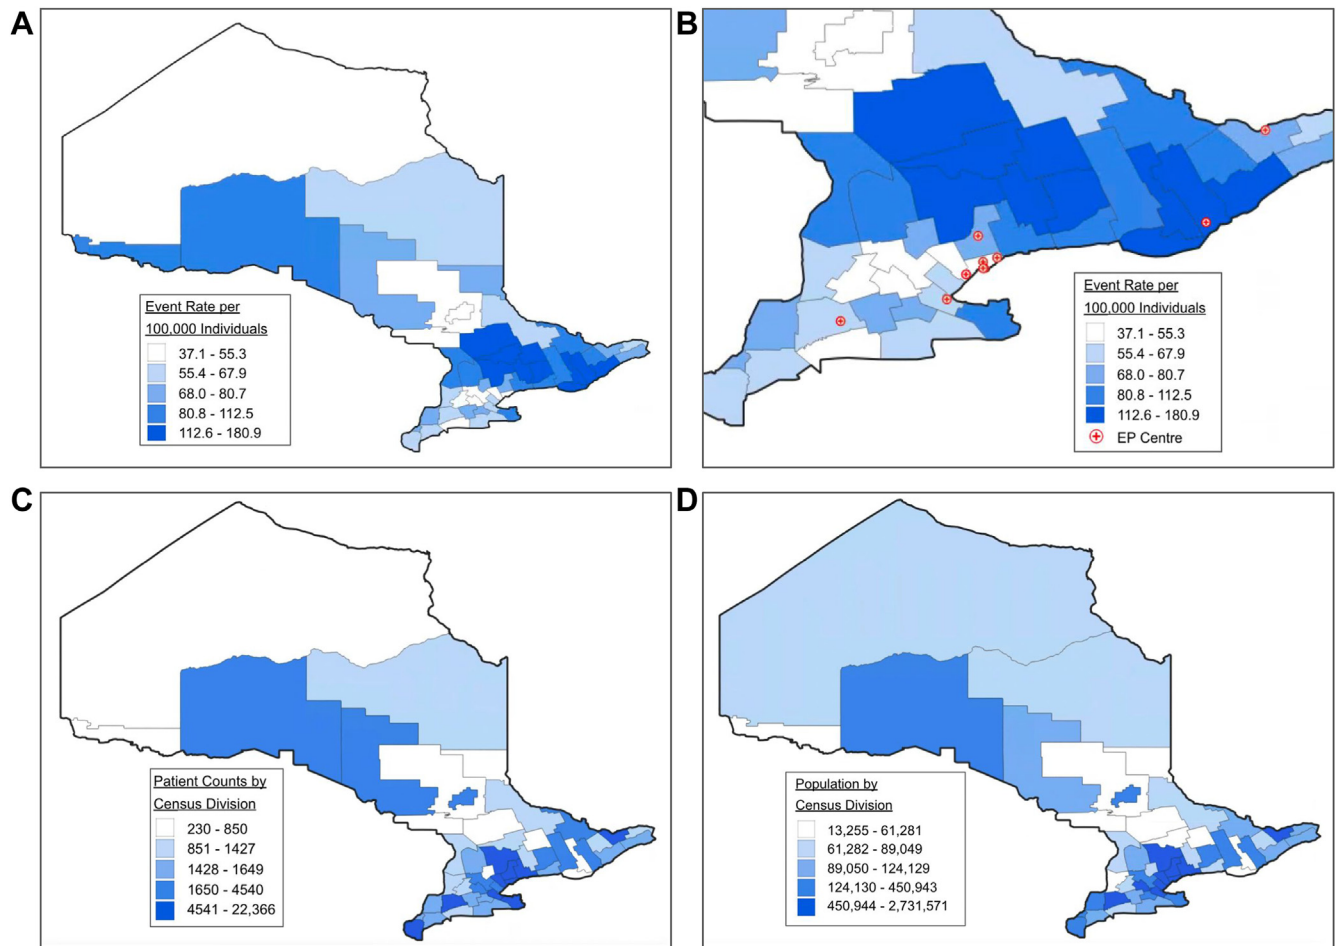 A
Event Rate per
100,000 Individuals
37.1 - 55.3
55.4 - 67.9
68.0 - 80.7
80.8 - 112.5
112.6 - 180.9
B
Event Rate per
100,000 Individuals
37.1 - 55.3
55.4 - 67.9
68.0 - 80.7
80.8 - 112.5
112.6 - 180.9
EP Centre
C
Patient Counts by
Census Division
230 - 850
851 - 1427
1428 - 1649
1650 - 4540
4541 - 22,366
D
Population by
Census Division
13,255 - 61,281
61,282 - 89,049
89,050 - 124,129
124,130 - 450,943
450,944 - 2,731,571